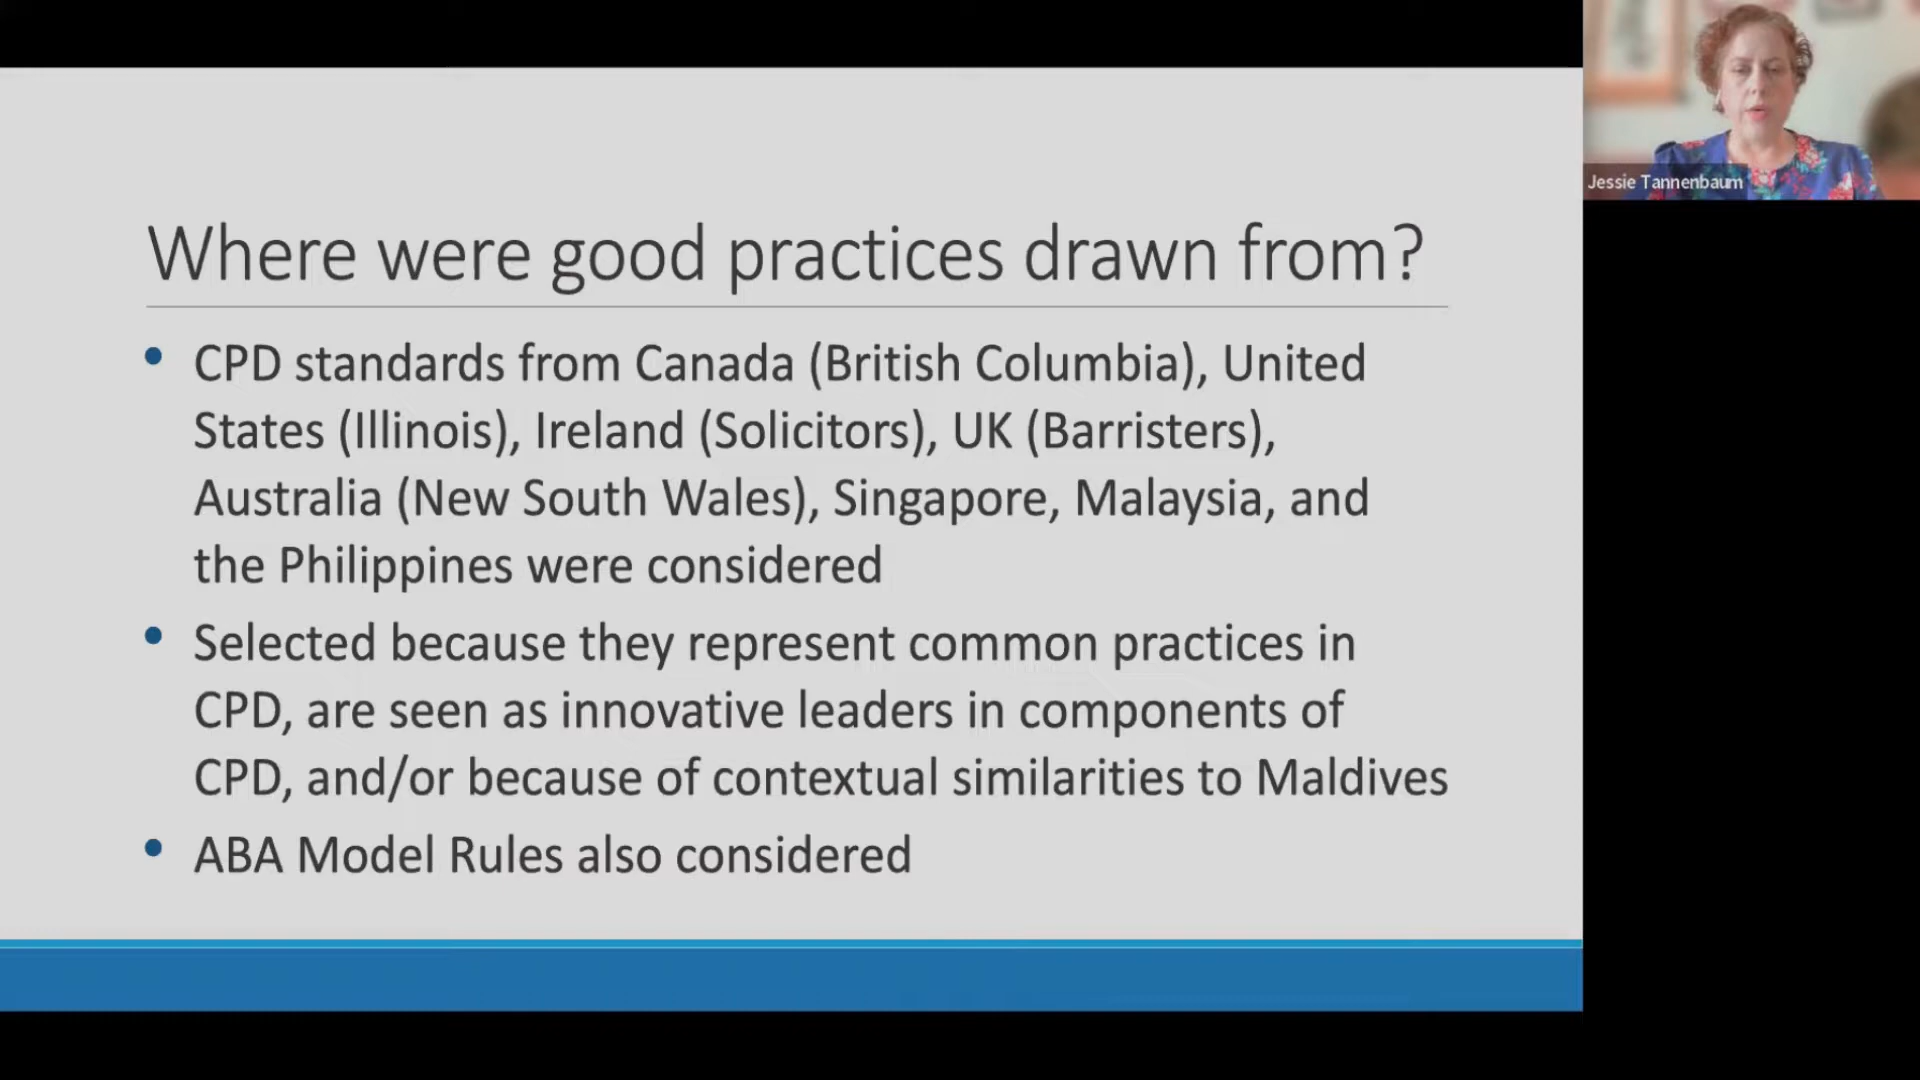 Where were good practices drawn from?
• CPD standards from Canada (British Columbia), United
States (Illinois), Ireland (Solicitors), UK (Barristers),
Australia (New South Wales), Singapore, Malaysia, and
the Philippines were considered
• Selected because they represent common practices in
CPD, are seen as innovative leaders in components of
CPD, and/or because of contextual similarities to Maldives
• ABA Model Rules also considered
Jessie Tannenbaum